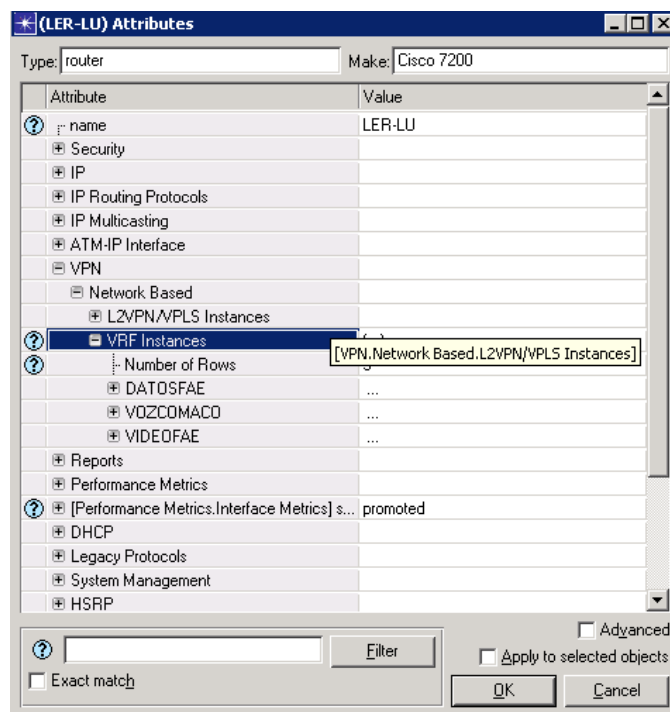 (LER-LU) Attributes
Type: router Make: Cisco 7200
Attribute Value
name LER-LU
Security
IP
IP Routing Protocols
IP Multicasting
ATM-IP Interface
VPN
Network Based
L2VPN/VPLS Instances
VRF Instances
[VPN.Network Based.L2VPN/VPLS Instances]
Number of Rows
DATOSFAE ...
VOZCOMACO ...
VIDEOFAE ...
Reports
Performance Metrics
[Performance Metrics.Interface Metrics] s... promoted
DHCP
Legacy Protocols
System Management
HSRP
Advanced
Filter
Apply to selected objects
Exact match
OK Cancel